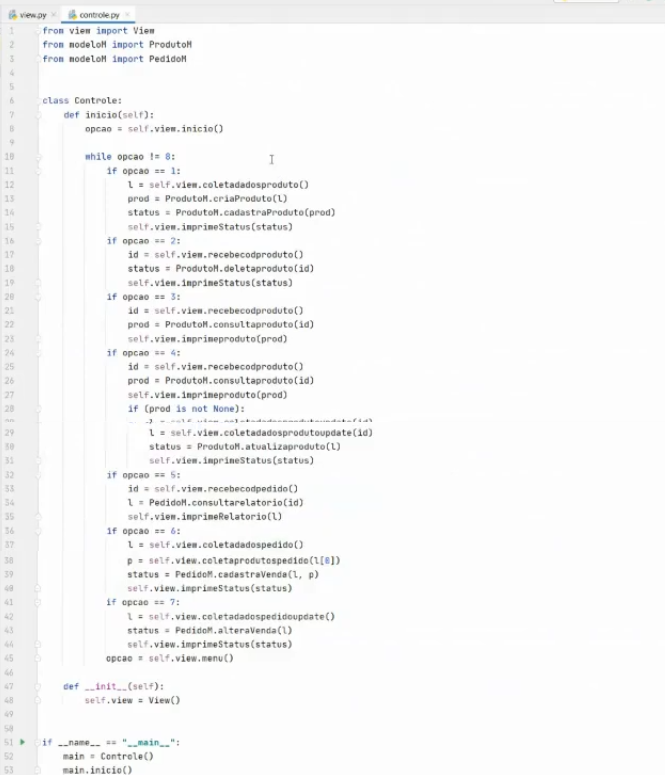 view.py
controle.py
1 from view import View
2 from modeloM import ProdutoM
3 from modeloM import PedidoM
4
5
6 class Controle:
7 def inicio(self):
8 opcao = self.view.inicio()
9
10 while opcao != 8:
11 if opcao == 1:
12 l = self.view.coletadadosproduto()
13 prod = ProdutoM.criaProduto(l)
14 status = ProdutoM.cadastraProduto(prod)
15 self.view.imprimeStatus(status)
16 if opcao == 2:
17 id = self.view.recebecodproduto()
18 status = ProdutoM.deletaproduto(id)
19 self.view.imprimeStatus(status)
20 if opcao == 3:
21 id = self.view.recebecodproduto()
22 prod = ProdutoM.consultaproduto(id)
23 self.view.imprimeproduto(prod)
24 if opcao == 4:
25 id = self.view.recebecodproduto()
26 prod = ProdutoM.consultaproduto(id)
27 self.view.imprimeproduto(prod)
28 if (prod is not None):
29 l = self.view.coletadadosprodutoupdate(id)
30 status = ProdutoM.atualizaproduto(l)
31 self.view.imprimeStatus(status)
32 if opcao == 5:
33 id = self.view.recebecodpedido()
34 l = PedidoM.consultarelatorio(id)
35 self.view.imprimeRelatorio(l)
36 if opcao == 6:
37 l = self.view.coletadadospedido()
38 p = self.view.coletaprodutospedido(l[0])
39 status = PedidoM.cadastraVenda(l, p)
40 self.view.imprimeStatus(status)
41 if opcao == 7:
42 l = self.view.coletadadospedidoupdate()
43 status = PedidoM.alteraVenda(l)
44 self.view.imprimeStatus(status)
45 opcao = self.view.menu()
46
47 def __init__(self):
48 self.view = View()
49
50
51 if __name__ == "__main__":
52 main = Controle()
53 main.inicio()